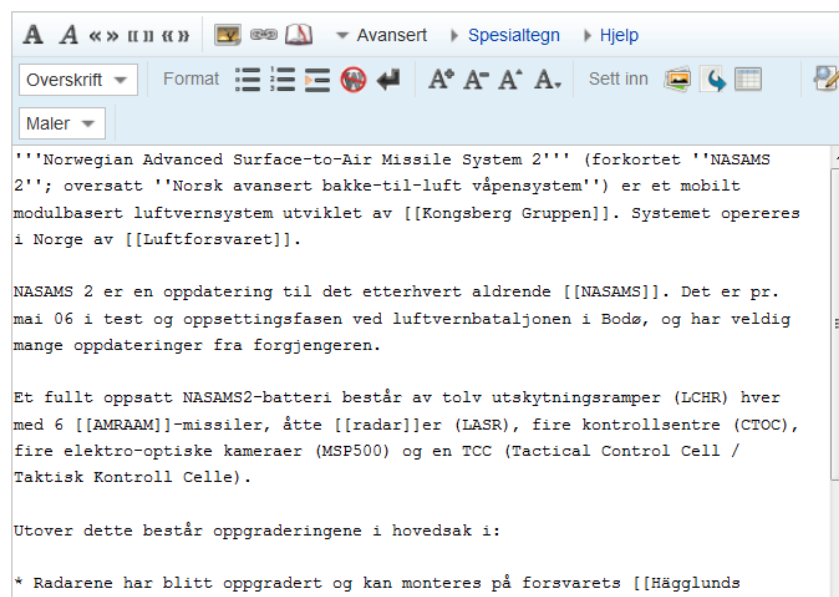 A A « » [[ ]] {{ }} Avansert Spesialtegn Hjelp
Overskrift Format A A A A Sett inn
Maler
'''Norwegian Advanced Surface-to-Air Missile System 2''' (forkortet ''NASAMS
2''; oversatt ''Norsk avansert bakke-til-luft våpensystem'') er et mobilt
modulbasert luftvernsystem utviklet av [[Kongsberg Gruppen]]. Systemet opereres
i Norge av [[Luftforsvaret]].
NASAMS 2 er en oppdatering til det etterhvert aldrende [[NASAMS]]. Det er pr.
mai 06 i test og oppsettingsfasen ved luftvernbataljonen i Bodø, og har veldig
mange oppdateringer fra forgjengeren.
Et fullt oppsatt NASAMS2-batteri består av tolv utskytningsramper (LCHR) hver
med 6 [[AMRAAM]]-missiler, åtte [[radar]]er (LASR), fire kontrollsentre (CTOC),
fire elektro-optiske kameraer (MSP500) og en TCC (Tactical Control Cell /
Taktisk Kontroll Celle).
Utover dette består oppgraderingene i hovedsak i:
* Radarene har blitt oppgradert og kan monteres på forsvarets [[Hägglunds